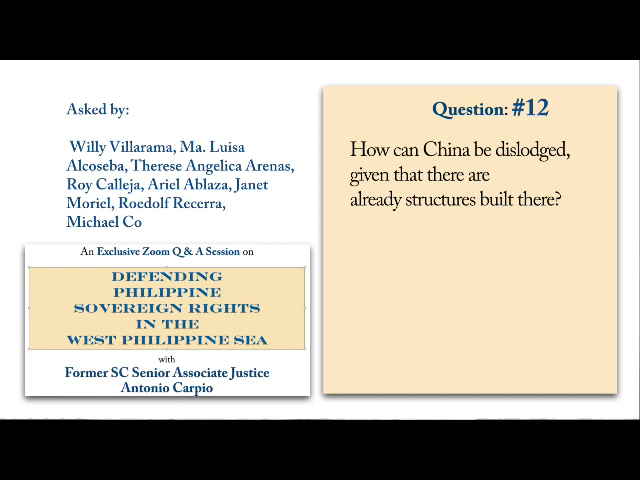 Asked by:
Willy Villarama, Ma. Luisa
Alcoseba, Therese Angelica Arenas,
Roy Calleja, Ariel Ablaza, Janet
Moriel, Roedolf Recerra,
Michael Co
An Exclusive Zoom Q & A Session on
DEFENDING
PHILIPPINE
SOVEREIGN RIGHTS
IN THE
WEST PHILIPPINE SEA
with
Former SC Senior Associate Justice
Antonio Carpio
Question: #12
How can China be dislodged,
given that there are
already structures built there?